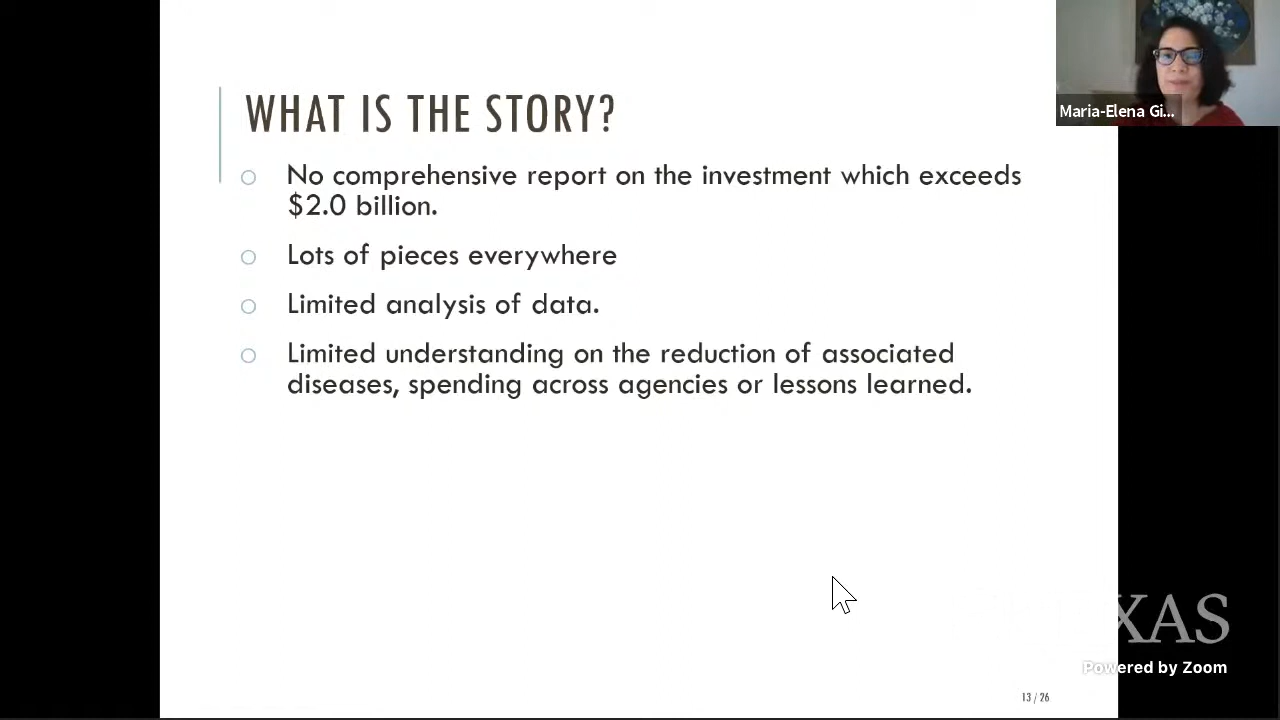 WHAT IS THE STORY?
No comprehensive report on the investment which exceeds
$2.0 billion.
Lots of pieces everywhere
Limited analysis of data.
Limited understanding on the reduction of associated
diseases, spending across agencies or lessons learned.
Maria-Elena Gi...
XAS
Powered by Zoom
13 / 26